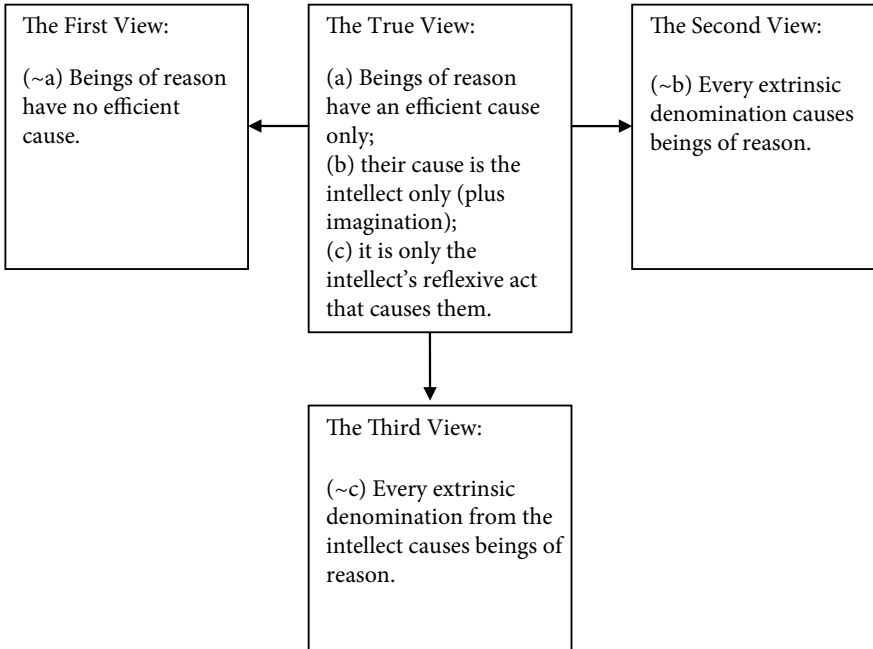 The First View:
(~a) Beings of reason
have no efficient
cause.
The True View:
(a) Beings of reason
have an efficient cause
only;
(b) their cause is the
intellect only (plus
imagination);
(c) it is only the
intellect’s reflexive act
that causes them.
The Second View:
(~b) Every extrinsic
denomination causes
beings of reason.
The Third View:
(~c) Every extrinsic
denomination from the
intellect causes beings of
reason.